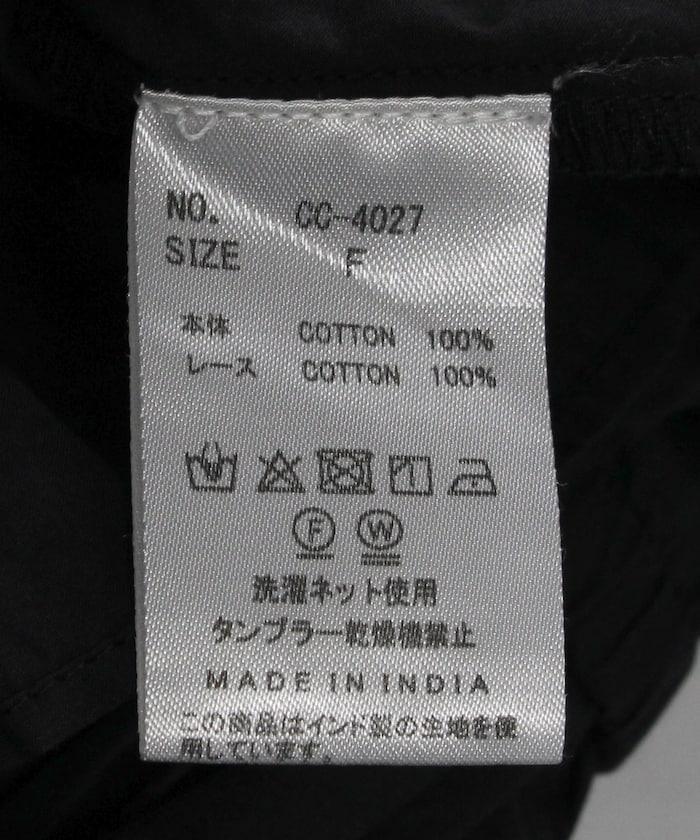 NO. CC-4027
SIZE F
本体 COTTON 100%
レース COTTON 100%
F W
洗濯ネット使用
タンブラー乾燥機禁止
MADE IN INDIA
この商品はインド製の生地を使
用しています。